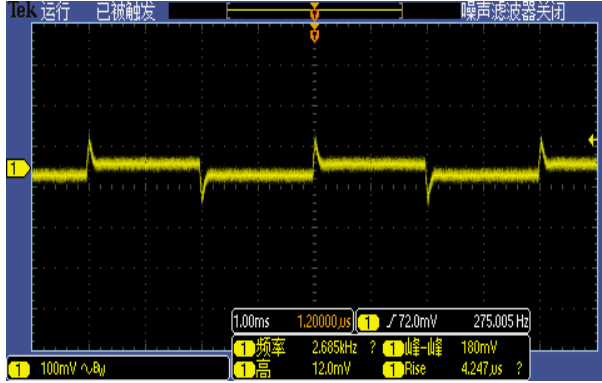 Tek 运行 已被触发 噪声滤波器关闭
1
1.00ms 1.20000µs 1 ∫ 72.0mV 275.005 Hz
1 频率 2.685kHz ? 1 峰-峰 180mV
1 高 12.0mV 1 Rise 4.247µs ?
1 100mV ∿ BW